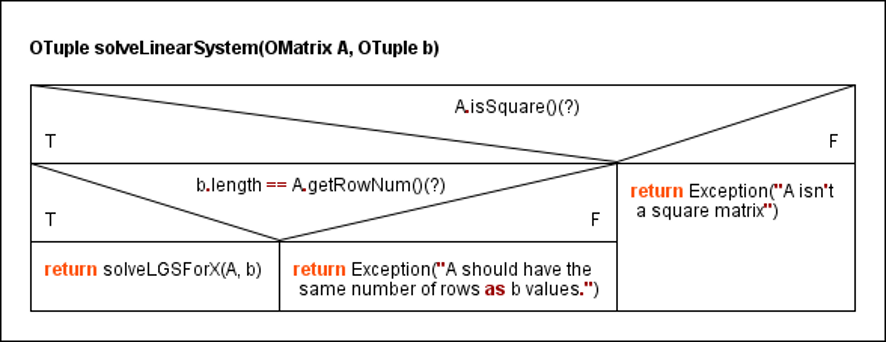 OTuple solveLinearSystem(OMatrix A, OTuple b)
A.isSquare()(?)
T
F
b.length == A.getRowNum()(?)
T
F
return Exception("A isn't
a square matrix")
return solveLGSForX(A, b)
return Exception("A should have the
same number of rows as b values.")